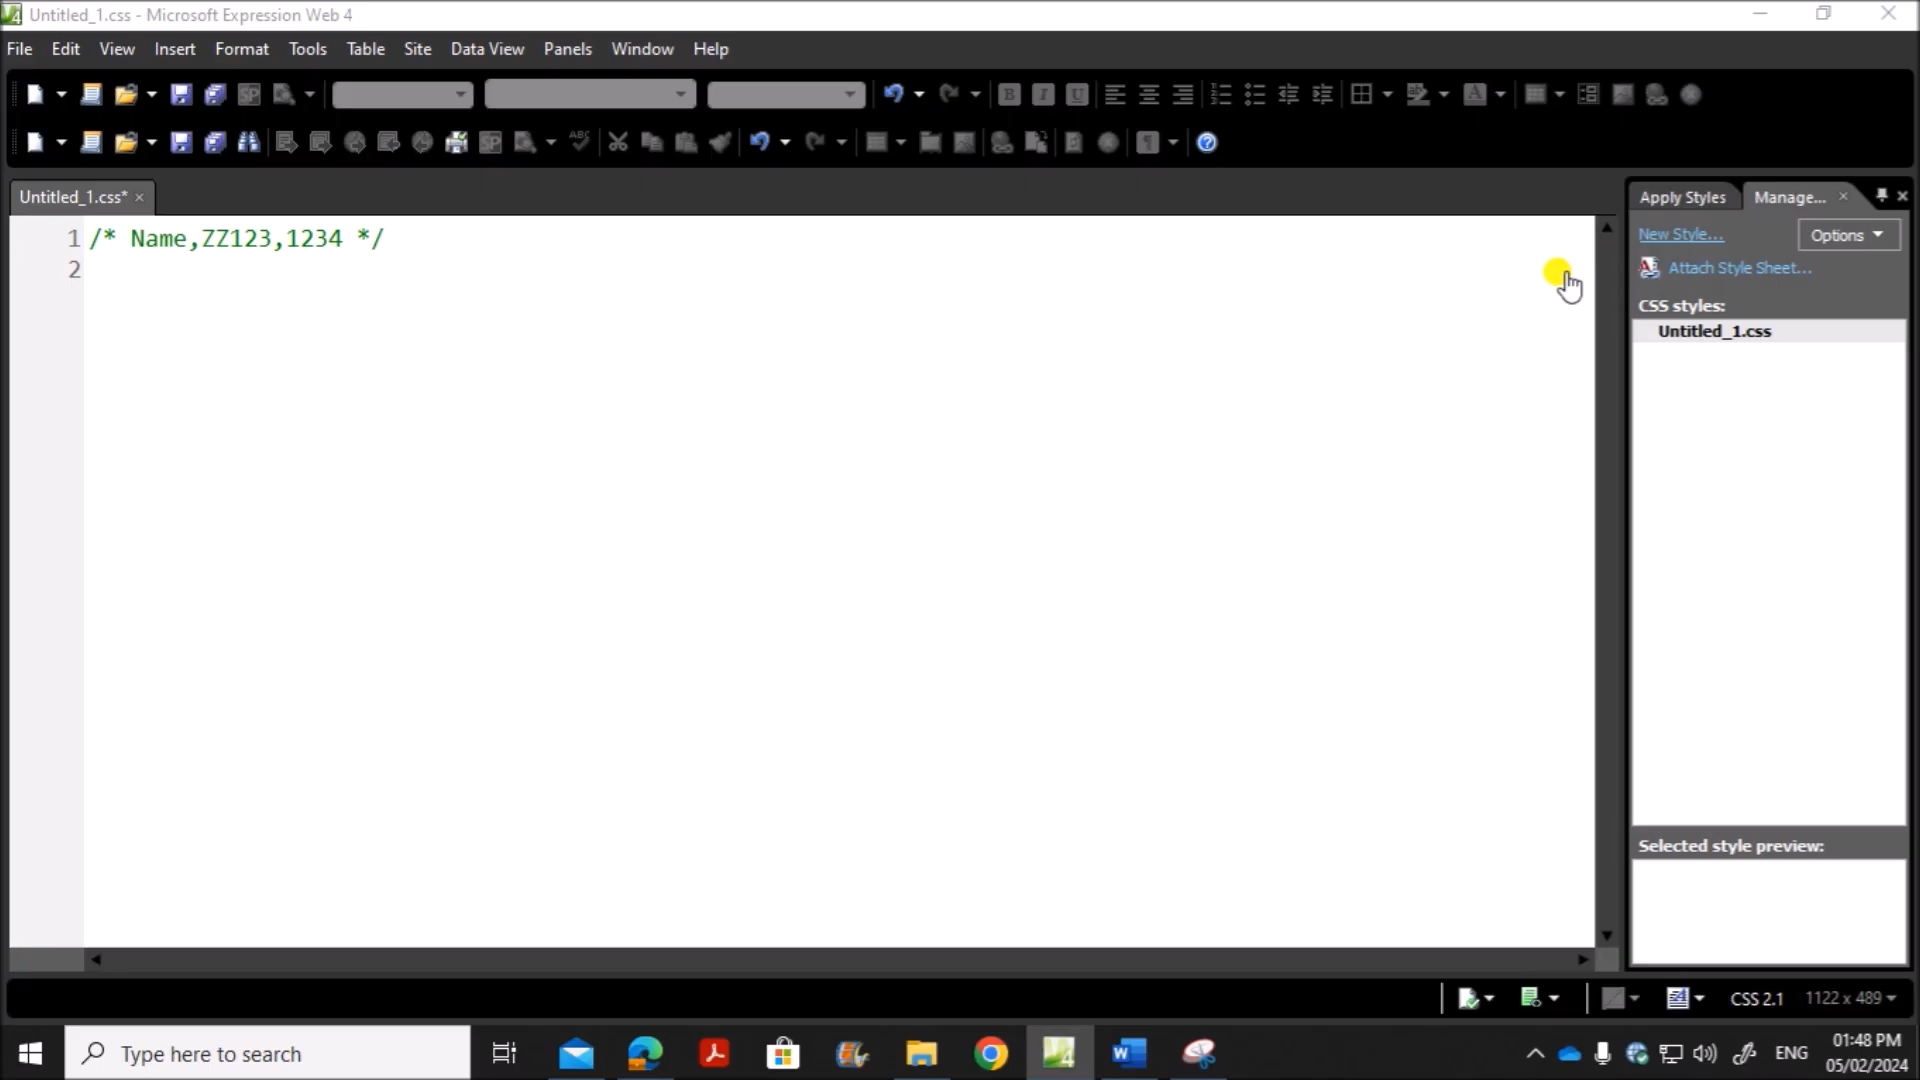 Untitled_1.css - Microsoft Expression Web 4
File Edit View Insert Format Tools Table Site Data View Panels Window Help
Untitled_1.css*
Apply Styles Manage...
1 /* Name,ZZ123,1234 */
2
New Style... Options
Attach Style Sheet...
CSS styles:
Untitled_1.css
Selected style preview:
CSS 2.1 1122 x 489
Type here to search
ENG
01:48 PM
05/02/2024